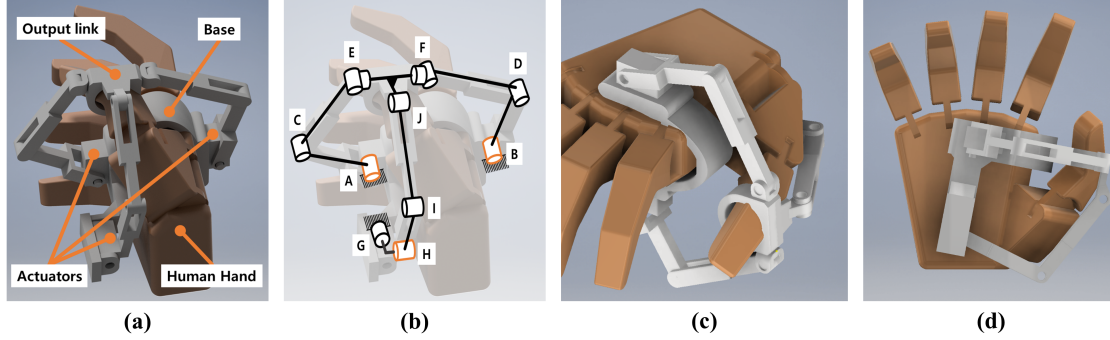 Output link
Base
Actuators
Human Hand
E
F
D
C
J
B
A
I
G
H
(a)
(b)
(c)
(d)